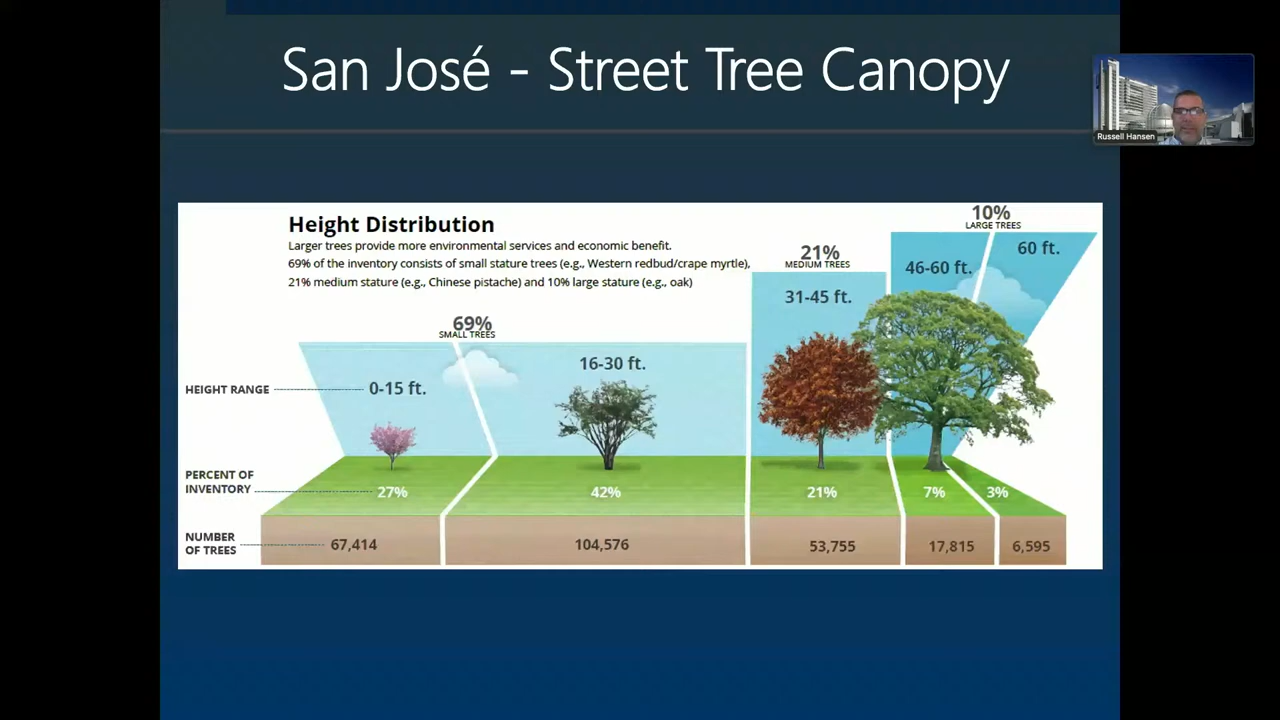 San José - Street Tree Canopy
Russell Hansen
Height Distribution
Larger trees provide more environmental services and economic benefit.
69% of the inventory consists of small stature trees (e.g., Western redbud/crape myrtle),
21% medium stature (e.g., Chinese pistache) and 10% large stature (e.g., oak)
69%
SMALL TREES
21%
MEDIUM TREES
10%
LARGE TREES
HEIGHT RANGE
0-15 ft.
16-30 ft.
31-45 ft.
46-60 ft.
60 ft.
PERCENT OF
INVENTORY
27%
42%
21%
7%
3%
NUMBER
OF TREES
67,414
104,576
53,755
17,815
6,595